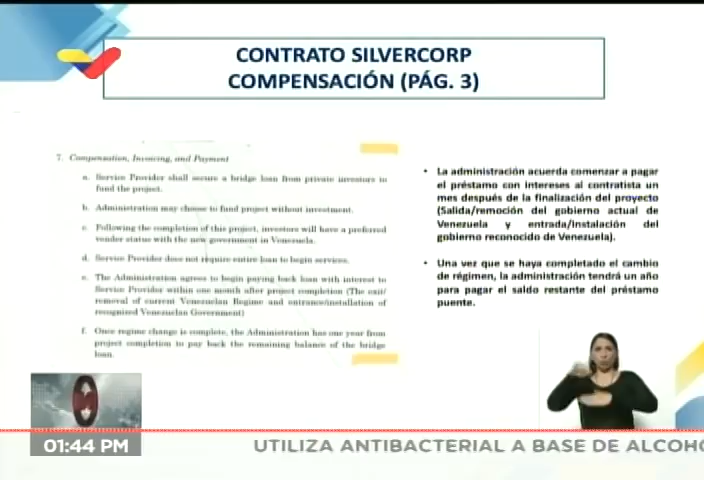 CONTRATO SILVERCORP
COMPENSACIÓN (PÁG. 3)
7. Compensation, Invoicing, and Payment
a. Service Provider shall secure a bridge loan from private investors to
fund the project.
b. Administration may choose to fund project without investment.
c. Following the completion of this project, investors will have a preferred
vendor status with the new government in Venezuela.
d. Service Provider does not require entire loan to begin services.
e. The Administration agrees to begin paying back loan with interest to
Service Provider within one month after project completion (The exit/
removal of current Venezuelan Regime and entrance/installation of
recognized Venezuelan Government)
f. Once regime change is complete, the Administration has one year from
project completion to pay back the remaining balance of the bridge
loan.
• La administración acuerda comenzar a pagar
el préstamo con intereses al contratista un
mes después de la finalización del proyecto
(Salida/remoción del gobierno actual de
Venezuela y entrada/instalación del
gobierno reconocido de Venezuela).
• Una vez que se haya completado el cambio
de régimen, la administración tendrá un año
para pagar el saldo restante del préstamo
puente.
01:44 PM
UTILIZA ANTIBACTERIAL A BASE DE ALCOHO